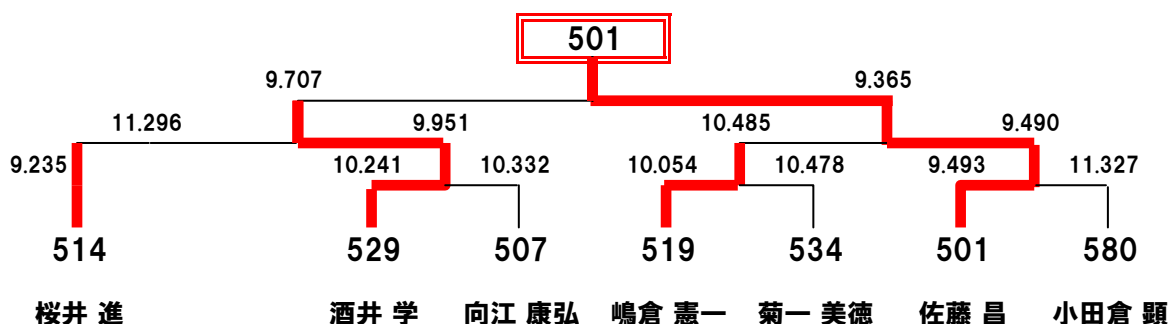 501
9.707 9.365
11.296 9.951 10.485 9.490
9.235 10.241 10.332 10.054 10.478 9.493 11.327
514 529 507 519 534 501 580
桜井 進 酒井 学 向江 康弘 嶋倉 憲一 菊一 美徳 佐藤 昌 小田倉 顕